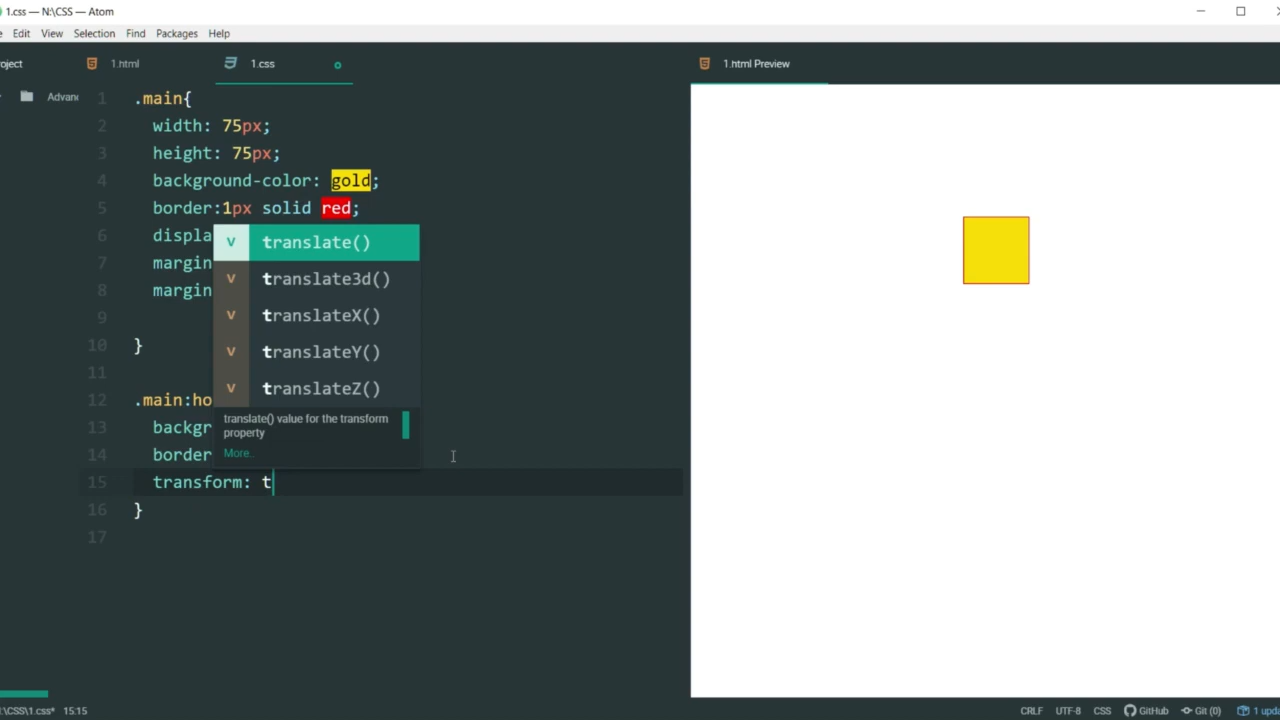 1.css — N:\CSS — Atom
Edit View Selection Find Packages Help
1.html
1.css
1.html Preview
1 .main{
2 width: 75px;
3 height: 75px;
4 background-color: gold;
5 border:1px solid red;
6 displa
7 margin
8 margin
9
10 }
11
12 .main:ho
13 backgr
14 border
15 transform: t
16 }
17
v translate()
v translate3d()
v translateX()
v translateY()
v translateZ()
translate() value for the transform
property
More..
\CSS\1.css* 15:15 CRLF UTF-8 CSS GitHub Git (0)